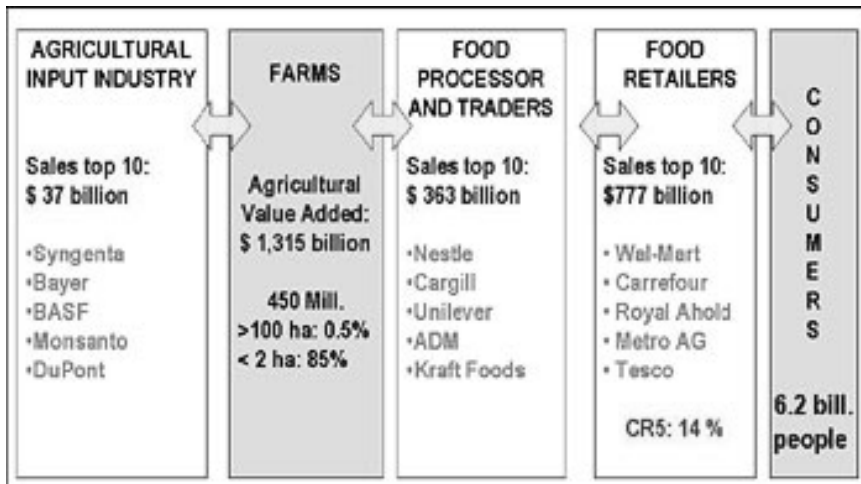 AGRICULTURAL
INPUT INDUSTRY
Sales top 10:
$ 37 billion
•Syngenta
•Bayer
•BASF
•Monsanto
•DuPont
FARMS
Agricultural
Value Added:
$ 1,315 billion
450 Mill.
>100 ha: 0.5%
< 2 ha: 85%
FOOD
PROCESSOR
AND TRADERS
Sales top 10:
$ 363 billion
•Nestle
•Cargill
•Unilever
•ADM
•Kraft Foods
FOOD
RETAILERS
Sales top 10:
$777 billion
•Wal-Mart
•Carrefour
•Royal Ahold
•Metro AG
•Tesco
CR5: 14 %
C
O
N
S
U
M
E
R
S
6.2 bill.
people